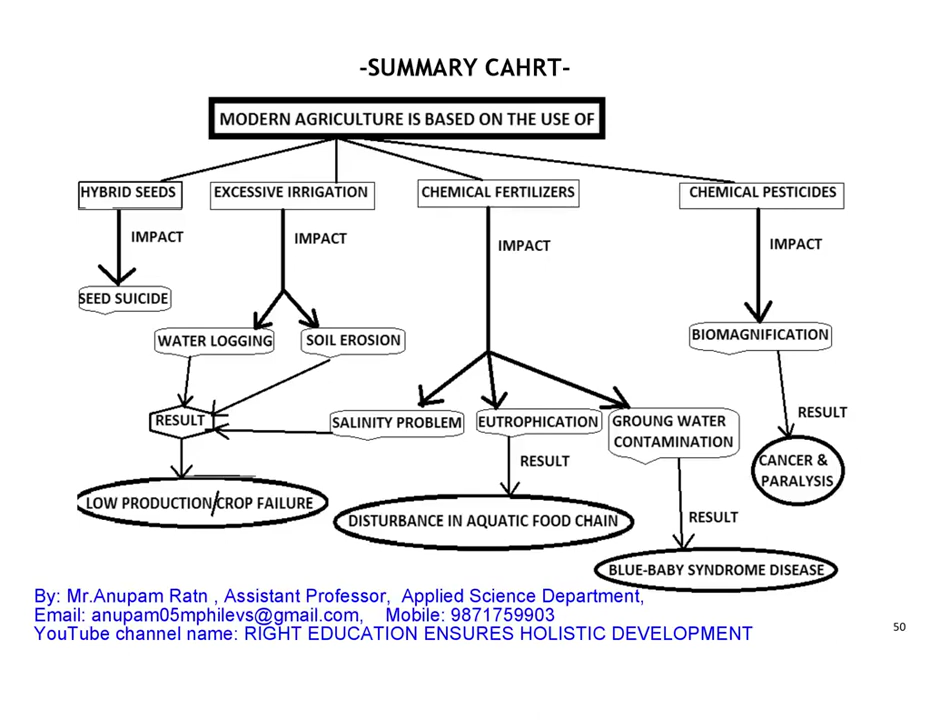 -SUMMARY CAHRT-
MODERN AGRICULTURE IS BASED ON THE USE OF
HYBRID SEEDS
EXCESSIVE IRRIGATION
CHEMICAL FERTILIZERS
CHEMICAL PESTICIDES
IMPACT
IMPACT
IMPACT
IMPACT
SEED SUICIDE
WATER LOGGING
SOIL EROSION
BIOMAGNIFICATION
RESULT
SALINITY PROBLEM
EUTROPHICATION
GROUNG WATER
CONTAMINATION
RESULT
CANCER &
PARALYSIS
RESULT
LOW PRODUCTION/CROP FAILURE
DISTURBANCE IN AQUATIC FOOD CHAIN
RESULT
BLUE-BABY SYNDROME DISEASE
By: Mr.Anupam Ratn , Assistant Professor, Applied Science Department,
Email: anupam05mphilevs@gmail.com, Mobile: 9871759903
YouTube channel name: RIGHT EDUCATION ENSURES HOLISTIC DEVELOPMENT
50